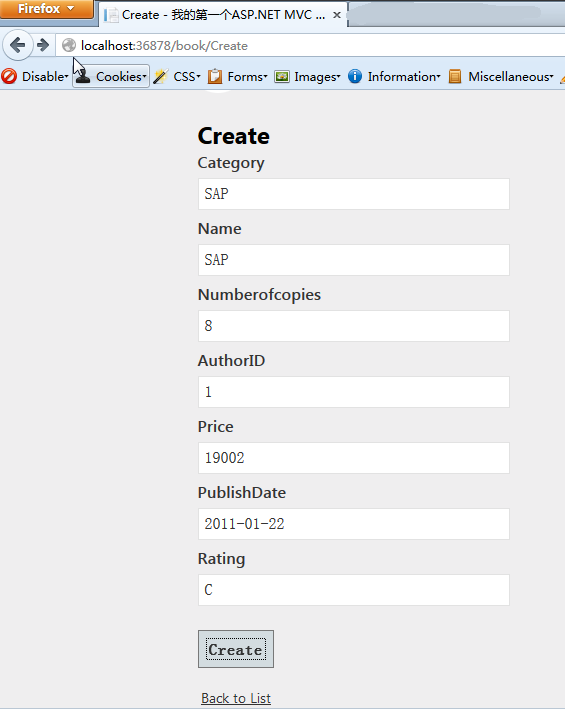 Firefox
Create - 我的第一个ASP.NET MVC ...
localhost:36878/book/Create
Disable Cookies CSS Forms Images Information Miscellaneous
Create
Category
SAP
Name
SAP
Numberofcopies
8
AuthorID
1
Price
19002
PublishDate
2011-01-22
Rating
C
Create
Back to List